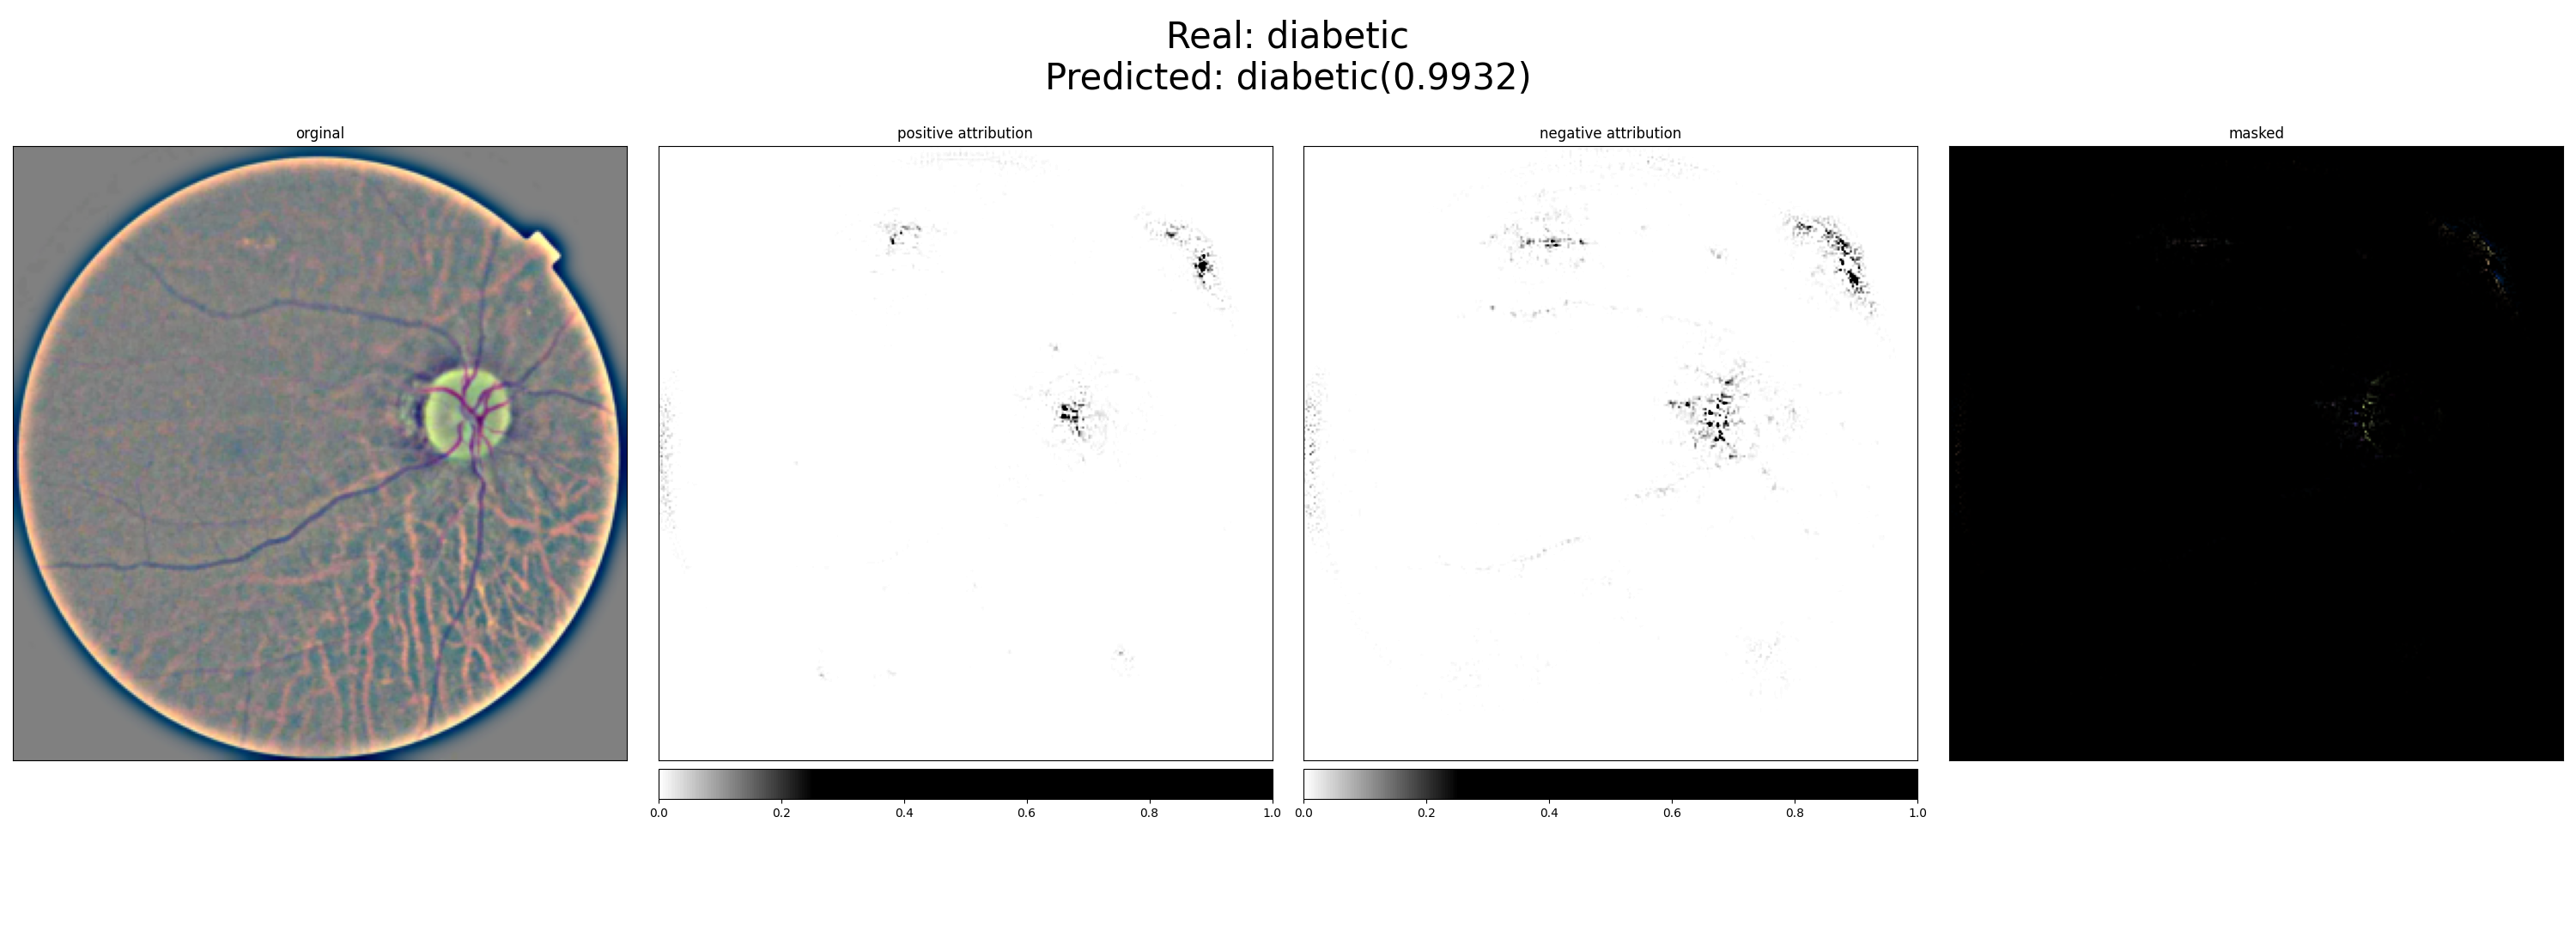 Real: diabetic
Predicted: diabetic(0.9932)
orginal
positive attribution
negative attribution
masked
0.0 0.2 0.4 0.6 0.8 1.0
0.0 0.2 0.4 0.6 0.8 1.0